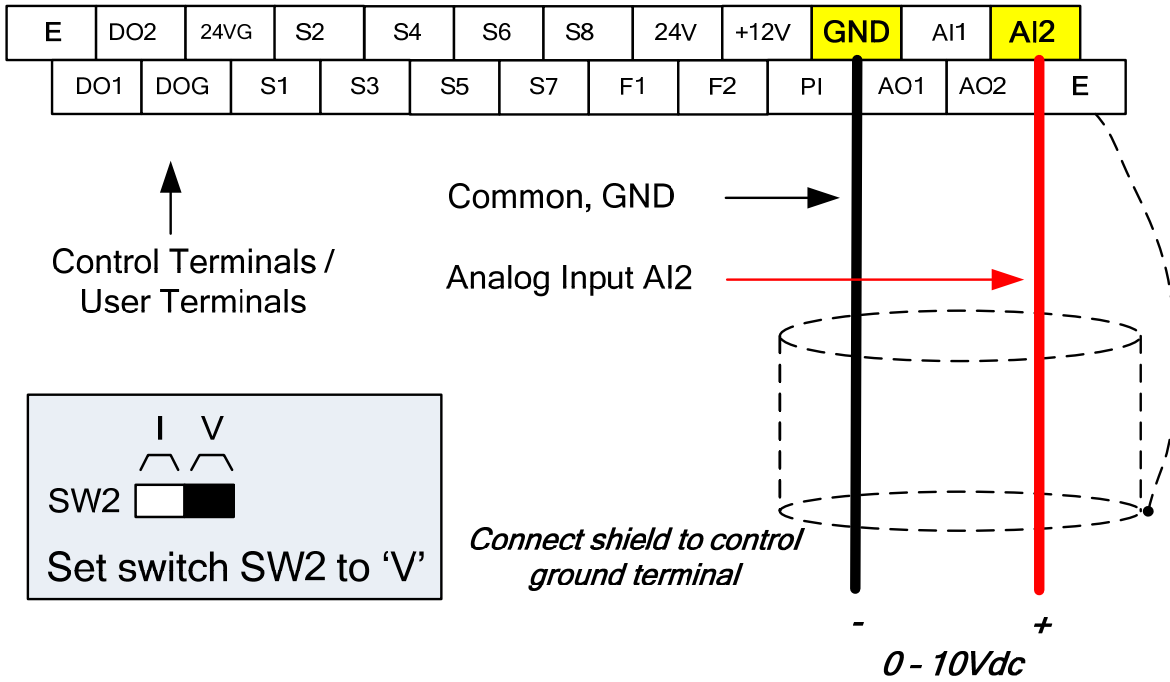 E DO2 24VG S2 S4 S6 S8 24V +12V GND AI1 AI2
DO1 DOG S1 S3 S5 S7 F1 F2 PI AO1 AO2 E
Common, GND
Control Terminals /
User Terminals
Analog Input AI2
I V
SW2
Set switch SW2 to ‘V’
Connect shield to control
ground terminal
- +
0 - 10Vdc